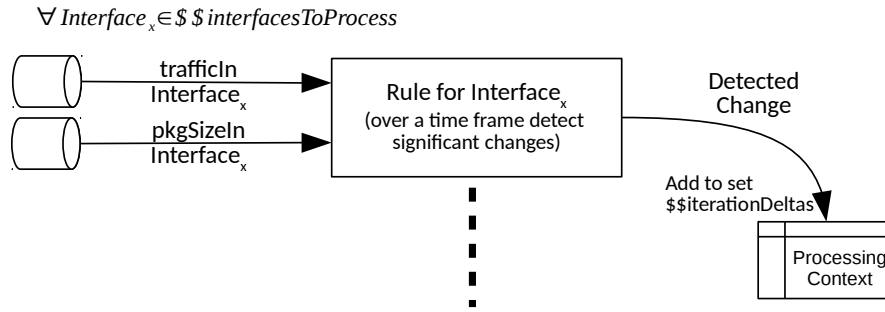 ∀ Interfaceₓ ∈ $ $ interfacesToProcess
trafficIn
Interfaceₓ
pkgSizeIn
Interfaceₓ
Rule for Interfaceₓ
(over a time frame detect
significant changes)
Detected
Change
Add to set
$$iterationDeltas
Processing
Context